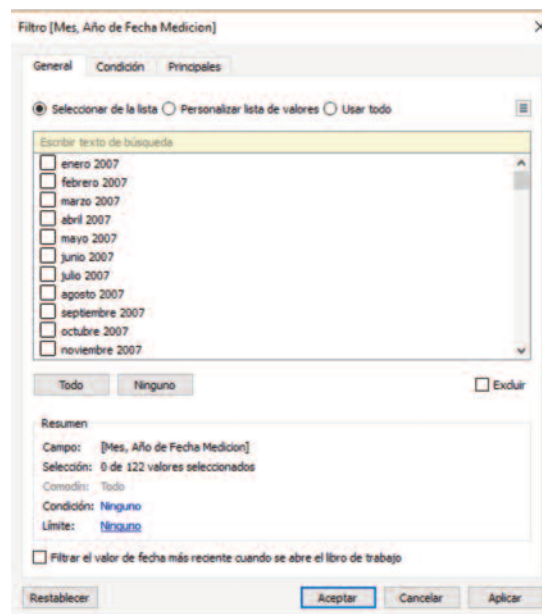 Filtro [Mes, Año de Fecha Medicion]
General Condición Principales
Seleccionar de la lista Personalizar lista de valores Usar todo
Escribir texto de búsqueda
enero 2007
febrero 2007
marzo 2007
abril 2007
mayo 2007
junio 2007
julio 2007
agosto 2007
septiembre 2007
octubre 2007
noviembre 2007
Todo Ninguno Excluir
Resumen
Campo: [Mes, Año de Fecha Medicion]
Selección: 0 de 122 valores seleccionados
Comodín: Todo
Condición: Ninguno
Límite: Ninguno
Filtrar el valor de fecha más reciente cuando se abre el libro de trabajo
Restablecer Aceptar Cancelar Aplicar